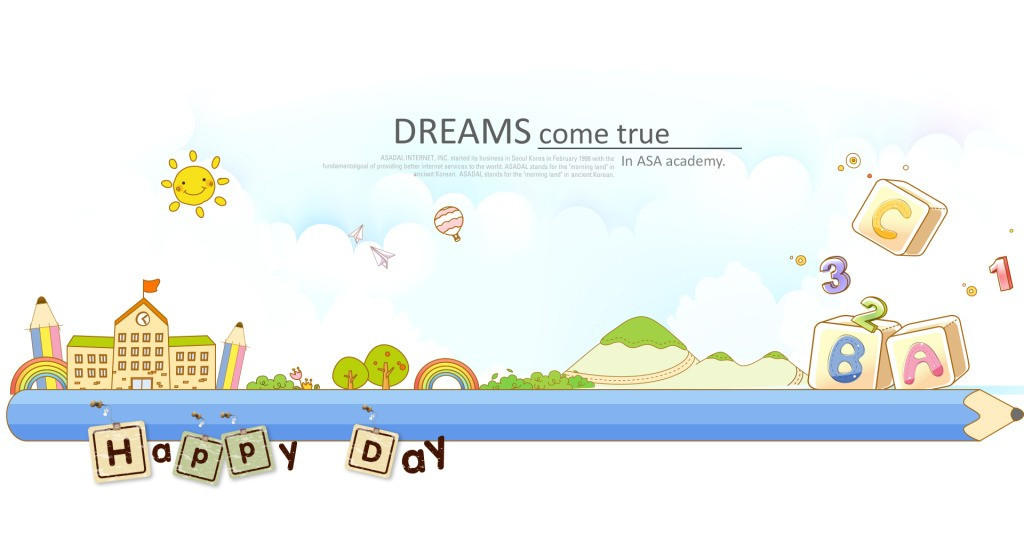 DREAMS come true
ASADAL INTERNET, INC. started its business in Seoul Korea in February 1998 with the
fundamentalgoal of providing better internet services to the world. ASADAL stands for the "morning land" in
ancient Korean. ASADAL stands for the "morning land" in ancient Korean.
In ASA academy.
C
3
1
2
B A
Happy Day